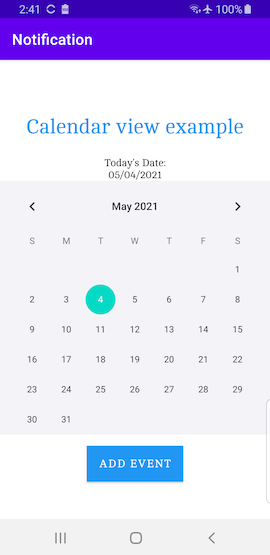 2:41 100%
Notification
Calendar view example
Today's Date:
05/04/2021
May 2021
S M T W T F S
1
2 3 4 5 6 7 8
9 10 11 12 13 14 15
16 17 18 19 20 21 22
23 24 25 26 27 28 29
30 31
ADD EVENT